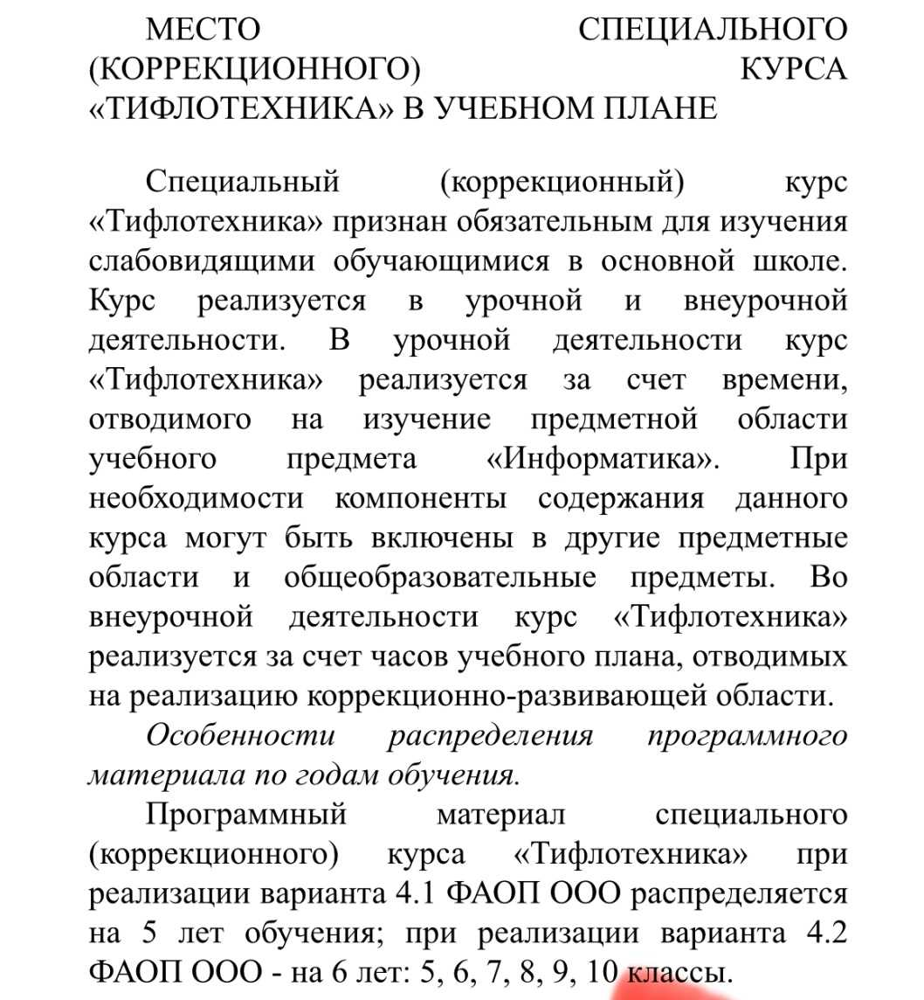 МЕСТО СПЕЦИАЛЬНОГО
(КОРРЕКЦИОННОГО) КУРСА
«ТИФЛОТЕХНИКА» В УЧЕБНОМ ПЛАНЕ
Специальный (коррекционный) курс
«Тифлотехника» признан обязательным для изучения
слабовидящими обучающимися в основной школе.
Курс реализуется в урочной и внеурочной
деятельности. В урочной деятельности курс
«Тифлотехника» реализуется за счет времени,
отводимого на изучение предметной области
учебного предмета «Информатика». При
необходимости компоненты содержания данного
курса могут быть включены в другие предметные
области и общеобразовательные предметы. Во
внеурочной деятельности курс «Тифлотехника»
реализуется за счет часов учебного плана, отводимых
на реализацию коррекционно-развивающей области.
Особенности распределения программного
материала по годам обучения.
Программный материал специального
(коррекционного) курса «Тифлотехника» при
реализации варианта 4.1 ФАОП ООО распределяется
на 5 лет обучения; при реализации варианта 4.2
ФАОП ООО - на 6 лет: 5, 6, 7, 8, 9, 10 классы.